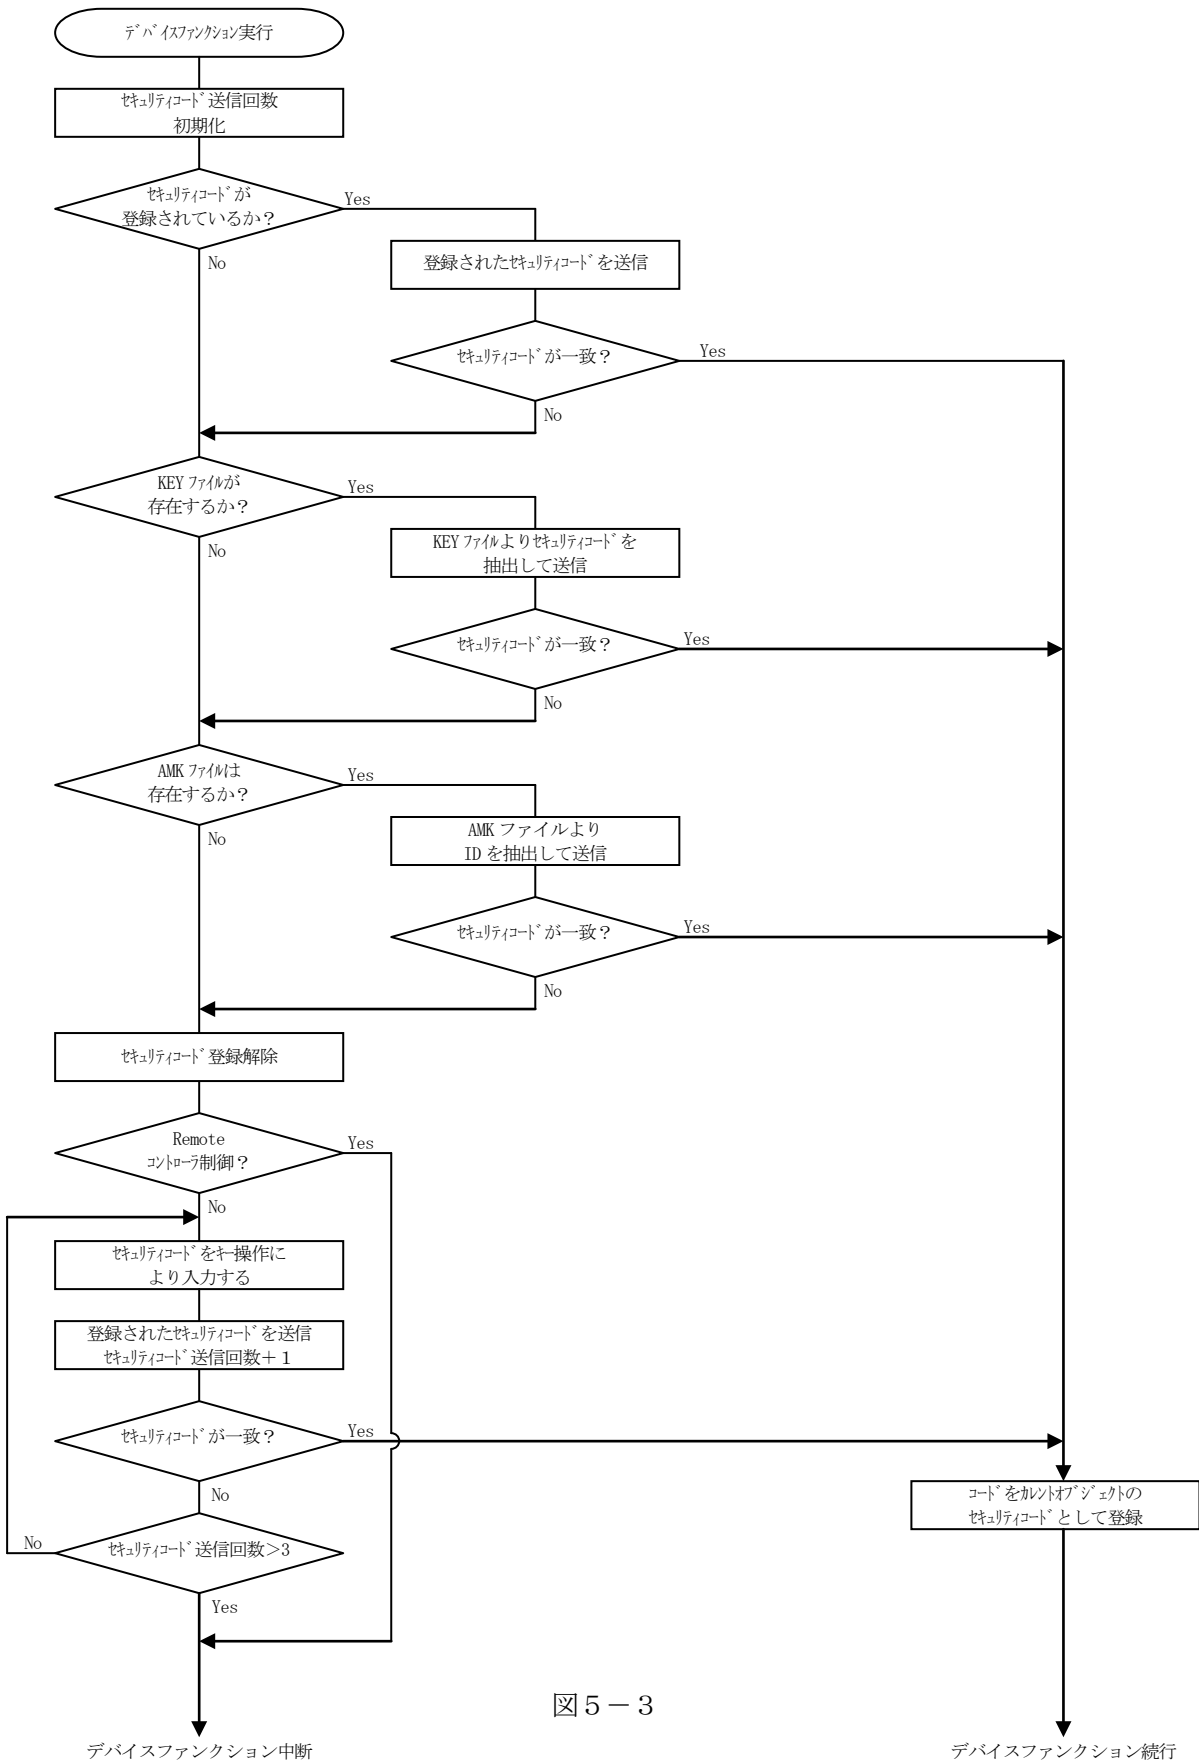 ﾃﾞﾊﾞｲｽﾌｧﾝｸｼｮﾝ実行
ｾｷｭﾘﾃｨｺｰﾄﾞ送信回数
初期化
ｾｷｭﾘﾃｨｺｰﾄﾞが
登録されているか？
Yes
No
登録されたｾｷｭﾘﾃｨｺｰﾄﾞを送信
ｾｷｭﾘﾃｨｺｰﾄﾞが一致？
Yes
No
KEYﾌｧｲﾙが
存在するか？
Yes
No
KEYﾌｧｲﾙよりｾｷｭﾘﾃｨｺｰﾄﾞを
抽出して送信
ｾｷｭﾘﾃｨｺｰﾄﾞが一致？
Yes
No
AMKﾌｧｲﾙは
存在するか？
Yes
No
AMKファイルより
IDを抽出して送信
ｾｷｭﾘﾃｨｺｰﾄﾞが一致？
Yes
No
ｾｷｭﾘﾃｨｺｰﾄﾞ登録解除
Remote
ｺﾝﾄﾛｰﾗ制御？
Yes
No
ｾｷｭﾘﾃｨｺｰﾄﾞをｷｰ操作に
より入力する
登録されたｾｷｭﾘﾃｨｺｰﾄﾞを送信
ｾｷｭﾘﾃｨｺｰﾄﾞ送信回数＋１
ｾｷｭﾘﾃｨｺｰﾄﾞが一致？
Yes
No
ｺｰﾄﾞをｶﾚﾝﾄｵﾌﾞｼﾞｪｸﾄの
ｾｷｭﾘﾃｨｺｰﾄﾞとして登録
ｾｷｭﾘﾃｨｺｰﾄﾞ送信回数＞3
No
Yes
図５－３
デバイスファンクション中断
デバイスファンクション続行